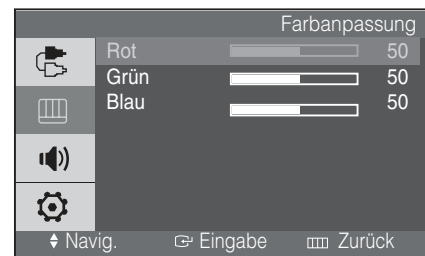 Farbanpassung
Rot 50
Grün 50
Blau 50
Navig. Eingabe Zurück